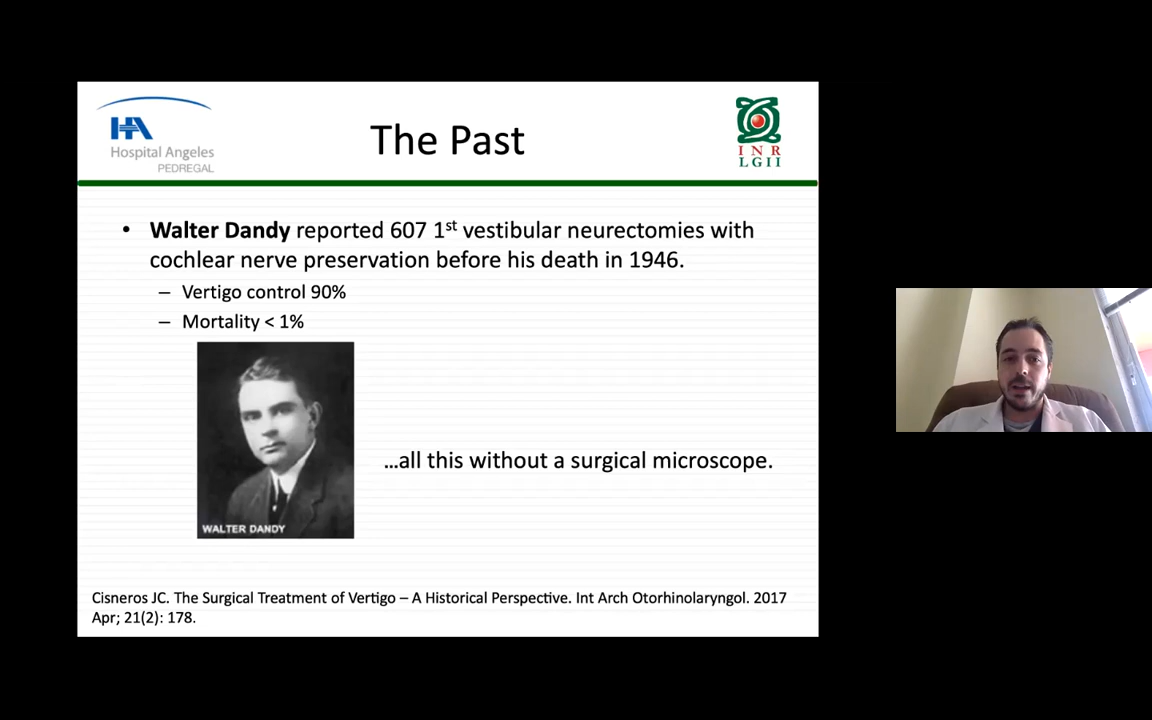 HA
Hospital Angeles
PEDREGAL
The Past
INR
LGII
• Walter Dandy reported 607 1st vestibular neurectomies with
cochlear nerve preservation before his death in 1946.
– Vertigo control 90%
– Mortality < 1%
WALTER DANDY
...all this without a surgical microscope.
Cisneros JC. The Surgical Treatment of Vertigo – A Historical Perspective. Int Arch Otorhinolaryngol. 2017
Apr; 21(2): 178.